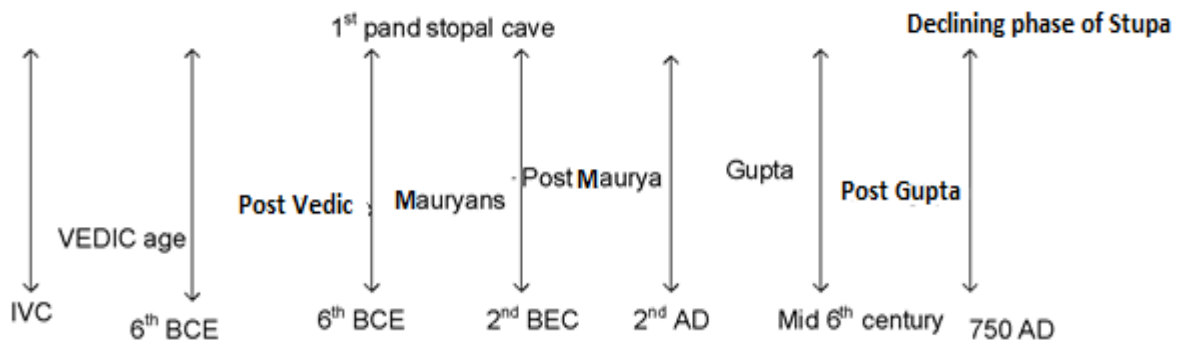 1st pand stopal cave
Declining phase of Stupa
Gupta
Post Maurya
Post Gupta
Mauryans
Post Vedic
VEDIC age
IVC
6th BCE
6th BCE
2nd BEC
2nd AD
Mid 6th century
750 AD